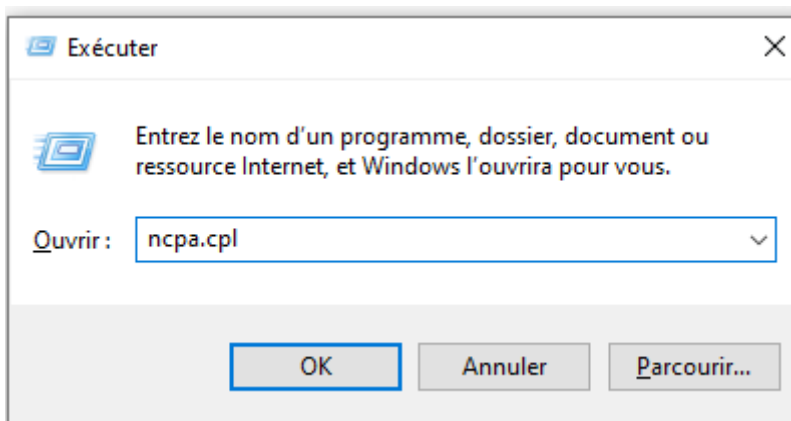 Exécuter
Entrez le nom d’un programme, dossier, document ou
ressource Internet, et Windows l’ouvrira pour vous.
Ouvrir : ncpa.cpl
OK Annuler Parcourir...